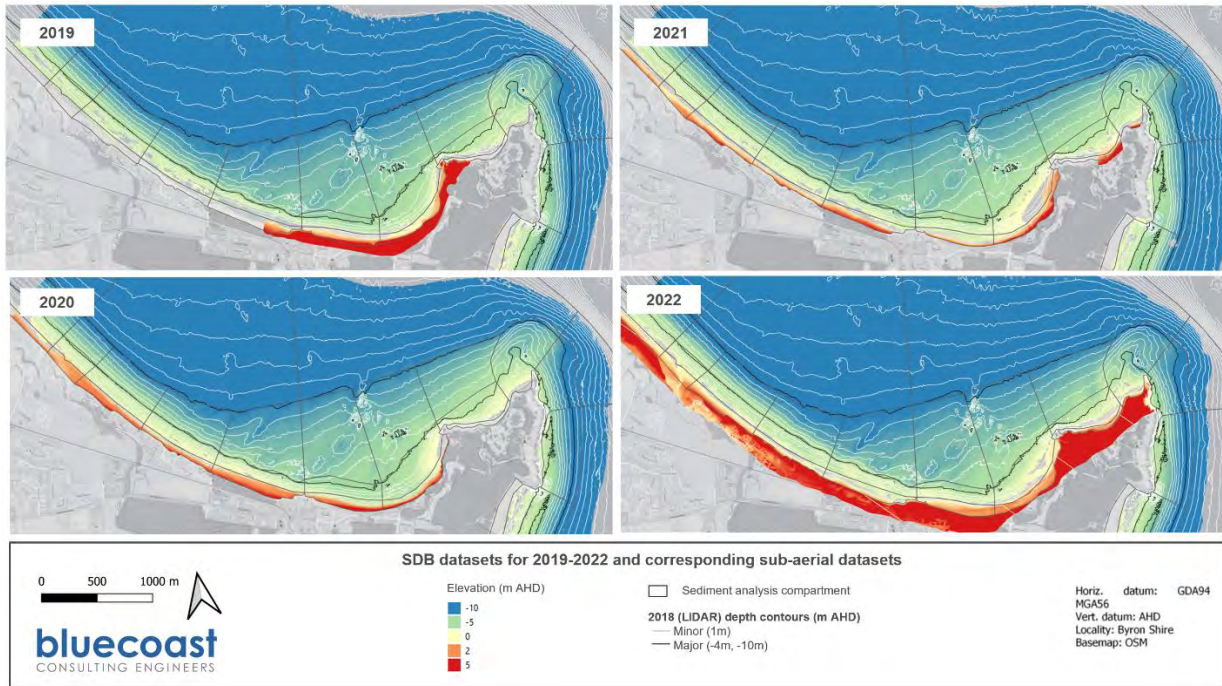 2019
2021
2020
2022
SDB datasets for 2019-2022 and corresponding sub-aerial datasets
0 500 1000 m
bluecoast
CONSULTING ENGINEERS
Elevation (m AHD)
-10
-5
0
2
5
Sediment analysis compartment
2018 (LiDAR) depth contours (m AHD)
Minor (1m)
Major (-4m, -10m)
Horiz. datum: GDA94
MGA56
Vert. datum: AHD
Locality: Byron Shire
Basemap: OSM